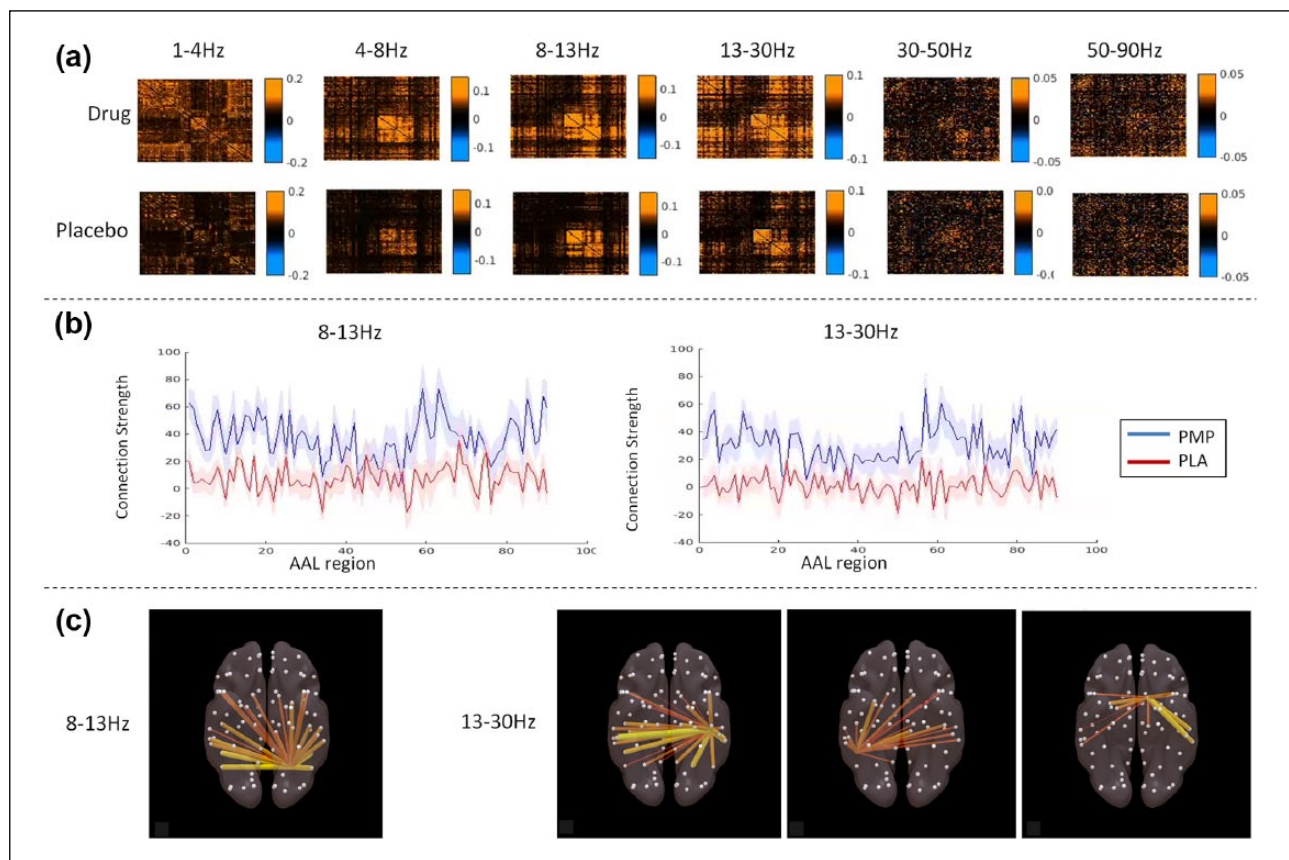 (a) 1-4Hz 4-8Hz 8-13Hz 13-30Hz 30-50Hz 50-90Hz
Drug
0.2 0.1 0.1 0.1 0.05 0.05
0 0 0 0 0 0
-0.2 -0.1 -0.1 -0.1 -0.05 -0.05
Placebo
0.2 0.1 0.1 0.1 0.0 0.05
0 0 0 0 0 0
-0.2 -0.1 -0.1 -0.1 -0.0 -0.05
(b)
8-13Hz
Connection Strength
100
80
60
40
20
0
-20
-40
0 20 40 60 80 10
AAL region
13-30Hz
Connection Strength
100
80
60
40
20
0
-20
-40
0 20 40 60 80 100
AAL region
PMP
PLA
(c)
8-13Hz
13-30Hz